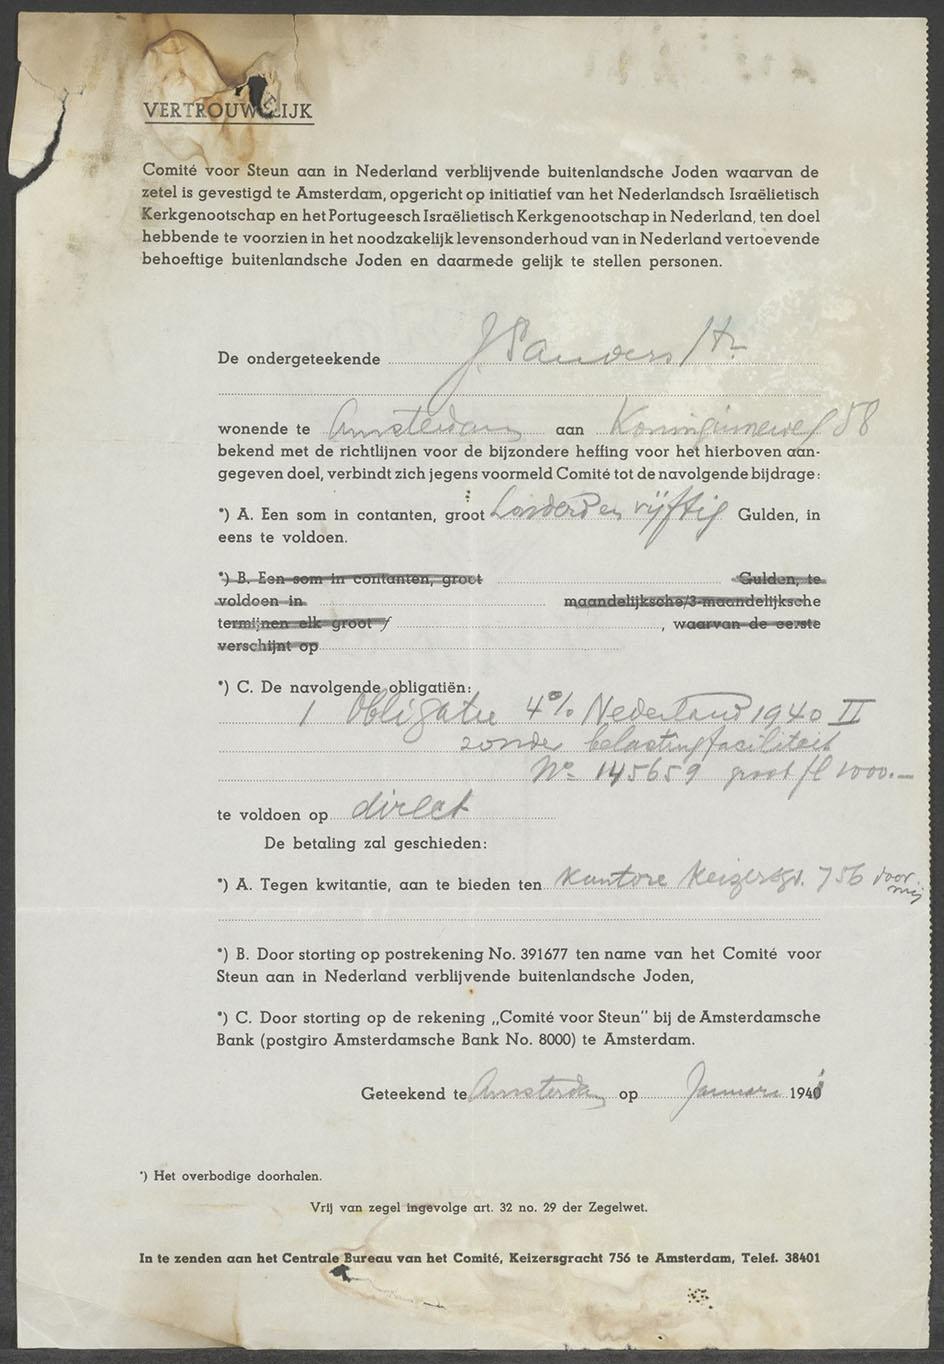 VERTROUWELIJK
Comité voor Steun aan in Nederland verblijvende buitenlandsche Joden waarvan de
zetel is gevestigd te Amsterdam, opgericht op initiatief van het Nederlandsch Israëlietisch
Kerkgenootschap en het Portugeesch Israëlietisch Kerkgenootschap in Nederland, ten doel
hebbende te voorzien in het noodzakelijk levensonderhoud van in Nederland vertoevende
behoeftige buitenlandsche Joden en daarmede gelijk te stellen personen.
De ondergeteekende J. Sanders Hr
wonende te Amsterdam aan Koninginneweg 58
bekend met de richtlijnen voor de bijzondere heffing voor het hierboven aan-
gegeven doel, verbindt zich jegens voormeld Comité tot de navolgende bijdrage:
*) A. Een som in contanten, groot honderd en vijftig Gulden, in
eens te voldoen.
*) B. Een som in contanten, groot Gulden, te
voldoen in maandelijksche/3-maandelijksche
termijnen elk groot f , waarvan de eerste
verschijnt op
*) C. De navolgende obligatiën:
1 Obligatie 4% Nederland 1940 II
zonder belastingfaciliteit
No 145659 groot fl 1000.—
te voldoen op direct
De betaling zal geschieden:
*) A. Tegen kwitantie, aan te bieden ten kantore Keizersgr. 756 door
mij
*) B. Door storting op postrekening No. 391677 ten name van het Comité voor
Steun aan in Nederland verblijvende buitenlandsche Joden,
*) C. Door storting op de rekening „Comité voor Steun" bij de Amsterdamsche
Bank (postgiro Amsterdamsche Bank No. 8000) te Amsterdam.
Geteekend te Amsterdam op Januari 1941
*) Het overbodige doorhalen.
Vrij van zegel ingevolge art. 32 no. 29 der Zegelwet.
In te zenden aan het Centrale Bureau van het Comité, Keizersgracht 756 te Amsterdam, Telef. 38401